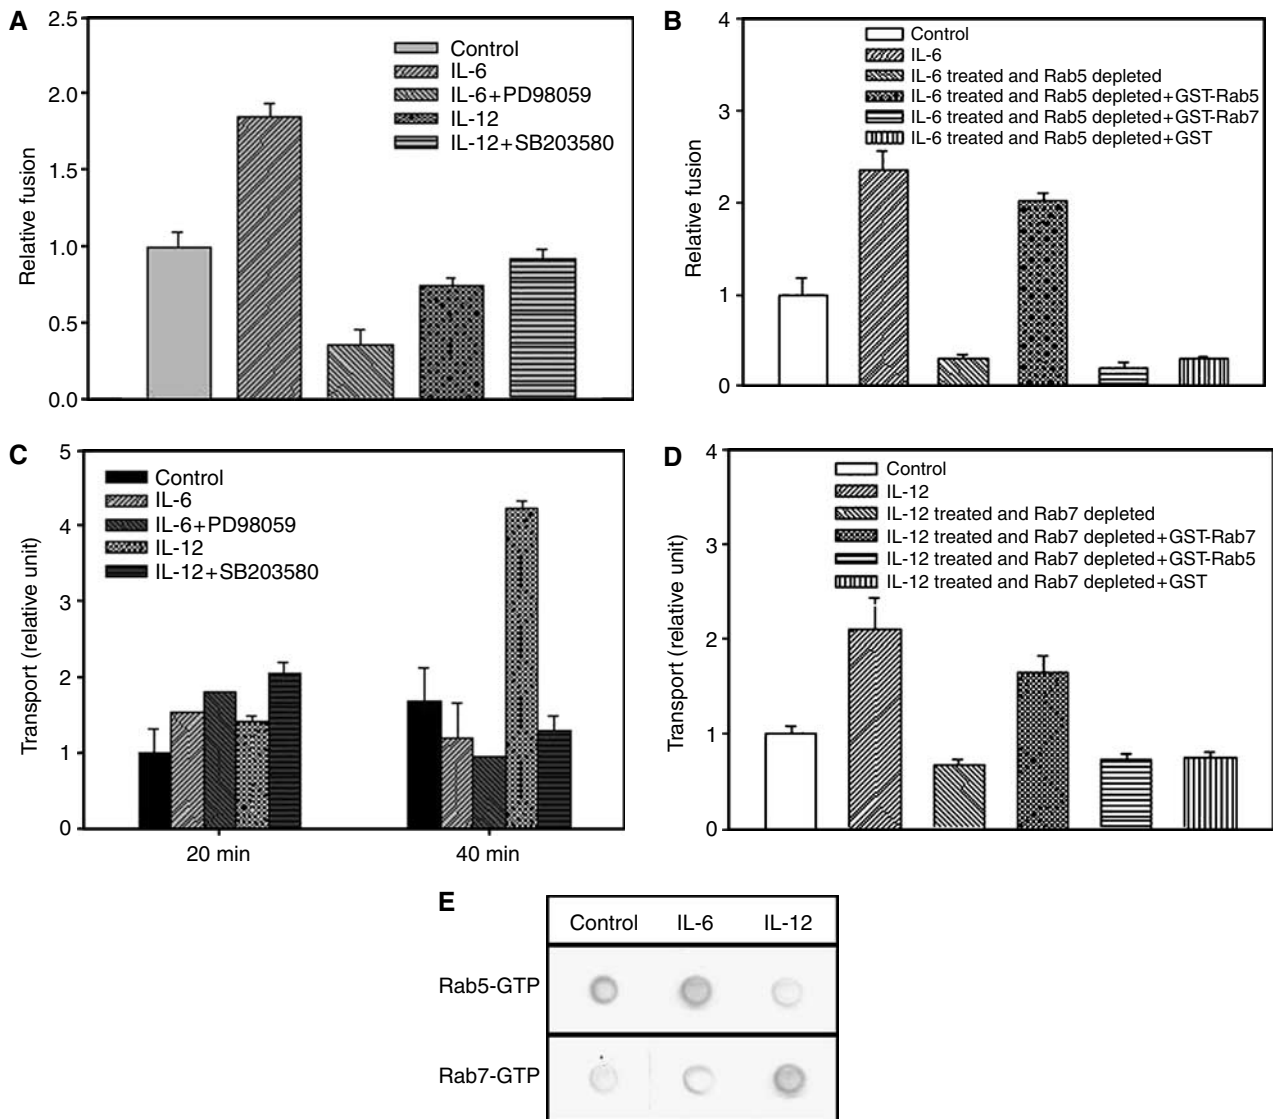 A
2.5
2.0
1.5
1.0
0.5
0.0
Relative fusion
Control
IL-6
IL-6+PD98059
IL-12
IL-12+SB203580
B
4
3
2
1
0
Relative fusion
Control
IL-6
IL-6 treated and Rab5 depleted
IL-6 treated and Rab5 depleted+GST-Rab5
IL-6 treated and Rab5 depleted+GST-Rab7
IL-6 treated and Rab5 depleted+GST
C
5
4
3
2
1
0
Transport (relative unit)
Control
IL-6
IL-6+PD98059
IL-12
IL-12+SB203580
20 min
40 min
D
4
3
2
1
0
Transport (relative unit)
Control
IL-12
IL-12 treated and Rab7 depleted
IL-12 treated and Rab7 depleted+GST-Rab7
IL-12 treated and Rab7 depleted+GST-Rab5
IL-12 treated and Rab7 depleted+GST
E
Control IL-6 IL-12
Rab5-GTP
Rab7-GTP